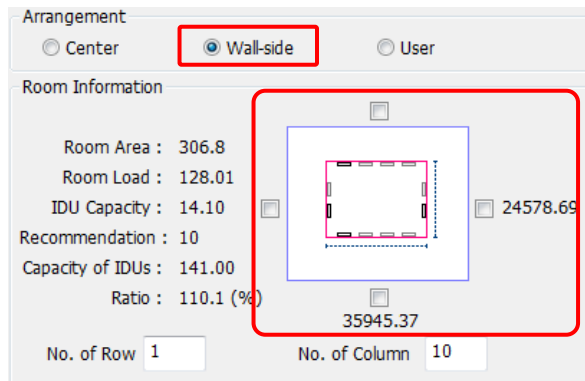 Arrangement
Center Wall-side User
Room Information
Room Area : 306.8
Room Load : 128.01
IDU Capacity : 14.10
24578.69
Recommendation : 10
Capacity of IDUs : 141.00
Ratio : 110.1 (%)
35945.37
No. of Row 1 No. of Column 10